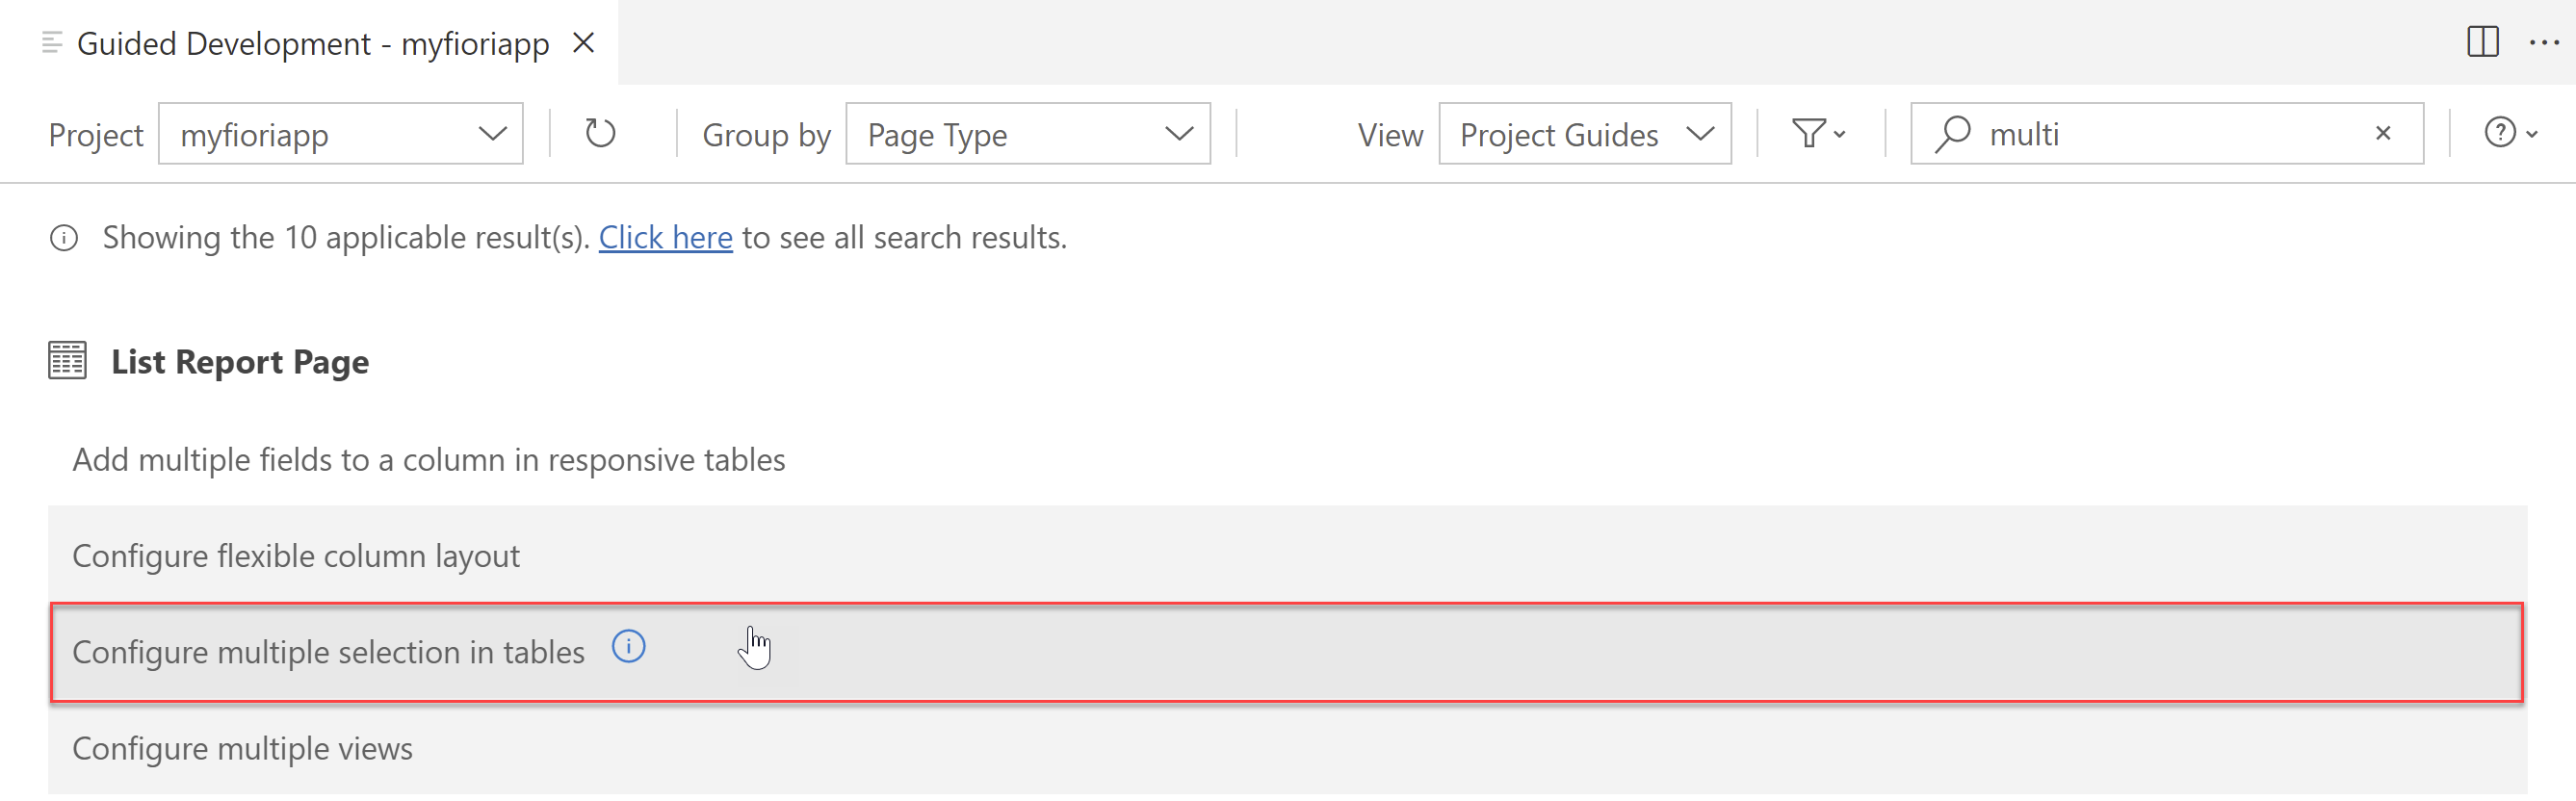 Guided Development - myfioriapp
Project myfioriapp Group by Page Type View Project Guides multi
Showing the 10 applicable result(s). Click here to see all search results.
List Report Page
Add multiple fields to a column in responsive tables
Configure flexible column layout
Configure multiple selection in tables
Configure multiple views